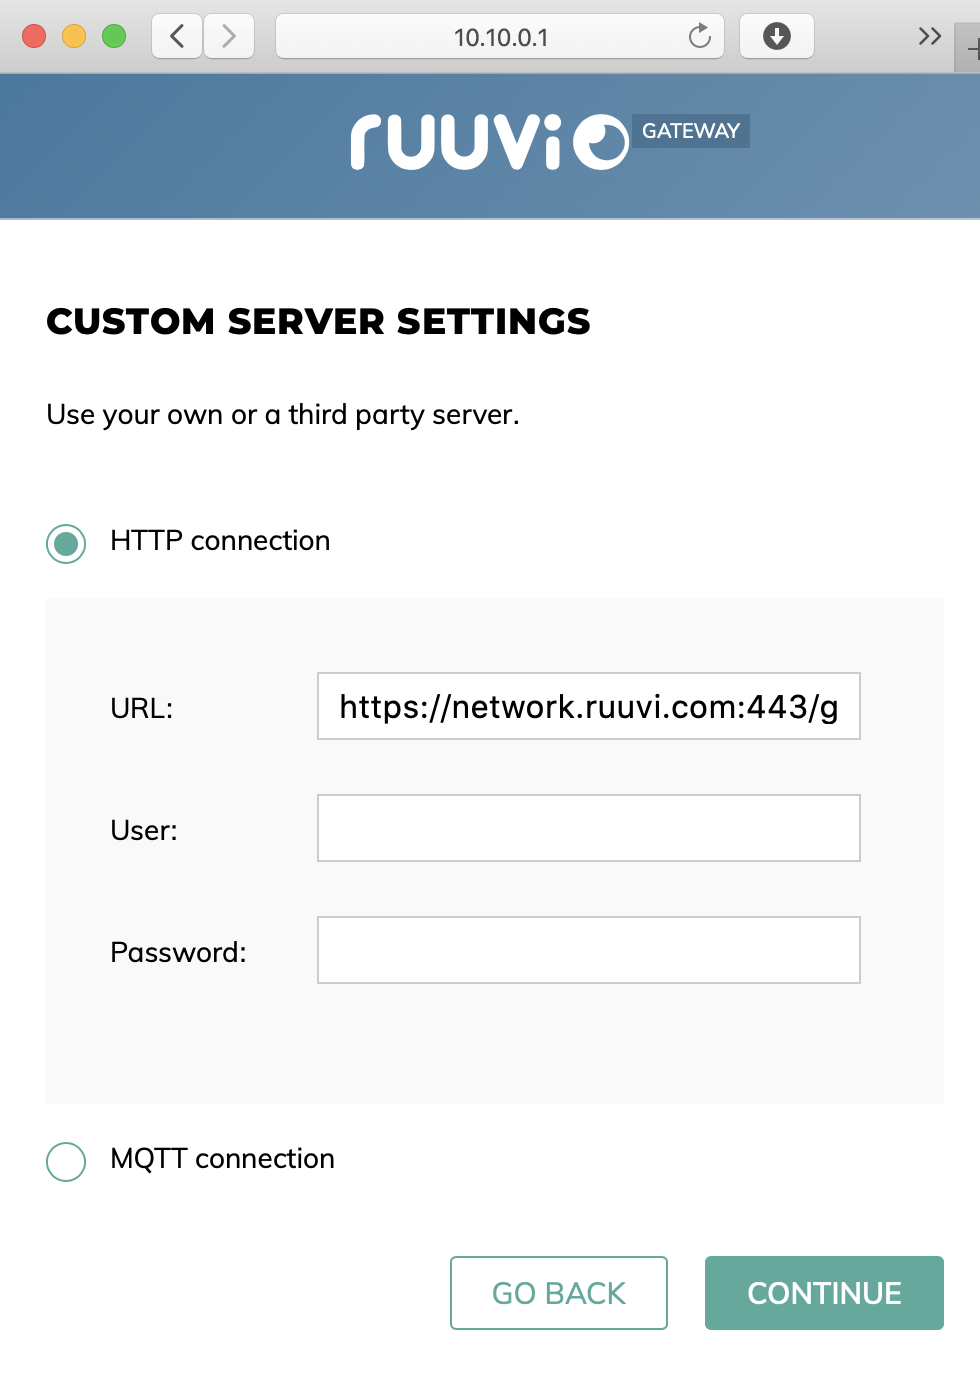 10.10.0.1
ruuvi GATEWAY
CUSTOM SERVER SETTINGS
Use your own or a third party server.
HTTP connection
URL: https://network.ruuvi.com:443/g
User:
Password:
MQTT connection
GO BACK CONTINUE